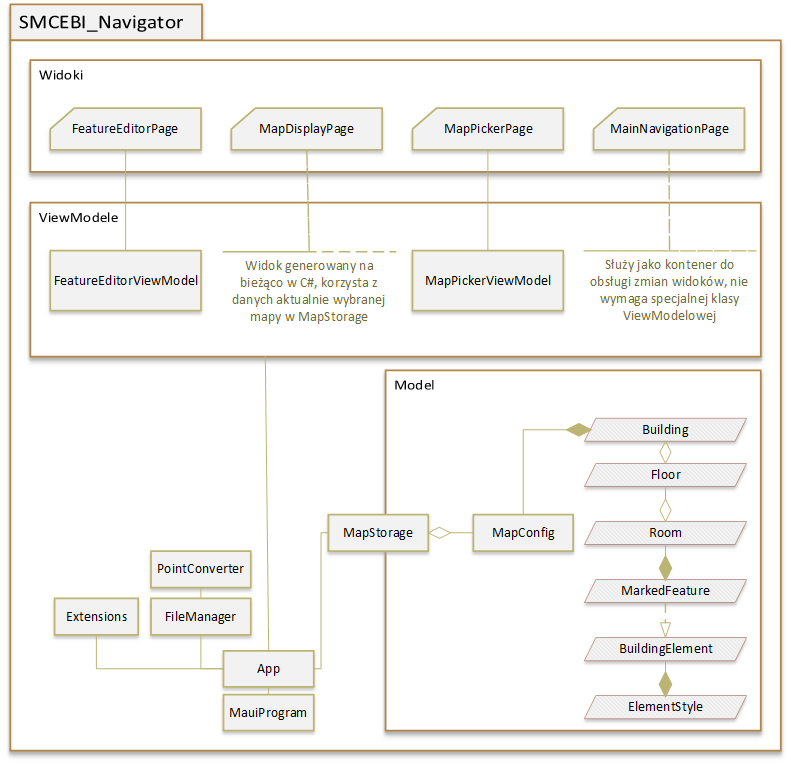 SMCEBI_Navigator
Widoki
FeatureEditorPage
MapDisplayPage
MapPickerPage
MainNavigationPage
ViewModele
FeatureEditorViewModel
Widok generowany na
bieżąco w C#, korzysta z
danych aktualnie wybranej
mapy w MapStorage
MapPickerViewModel
Służy jako kontener do
obsługi zmian widoków, nie
wymaga specjalnej klasy
ViewModelowej
Model
Building
Floor
MapStorage
MapConfig
Room
PointConverter
MarkedFeature
Extensions
FileManager
BuildingElement
App
ElementStyle
MauiProgram